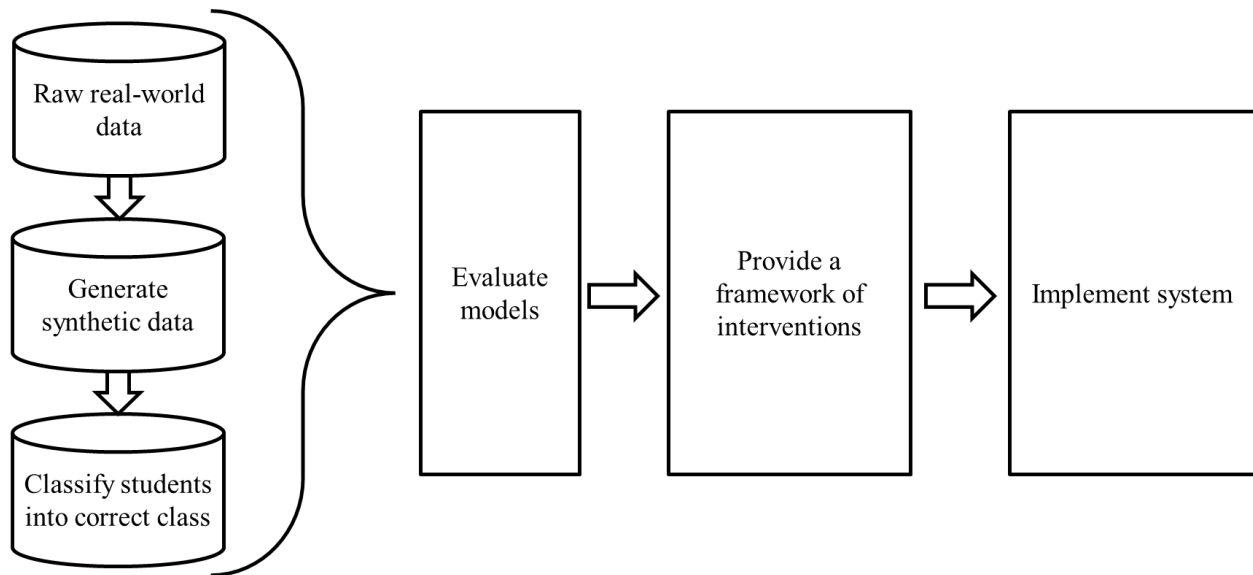 Raw real-world
data
Generate
synthetic data
Classify students
into correct class
Evaluate
models
Provide a
framework of
interventions
Implement system